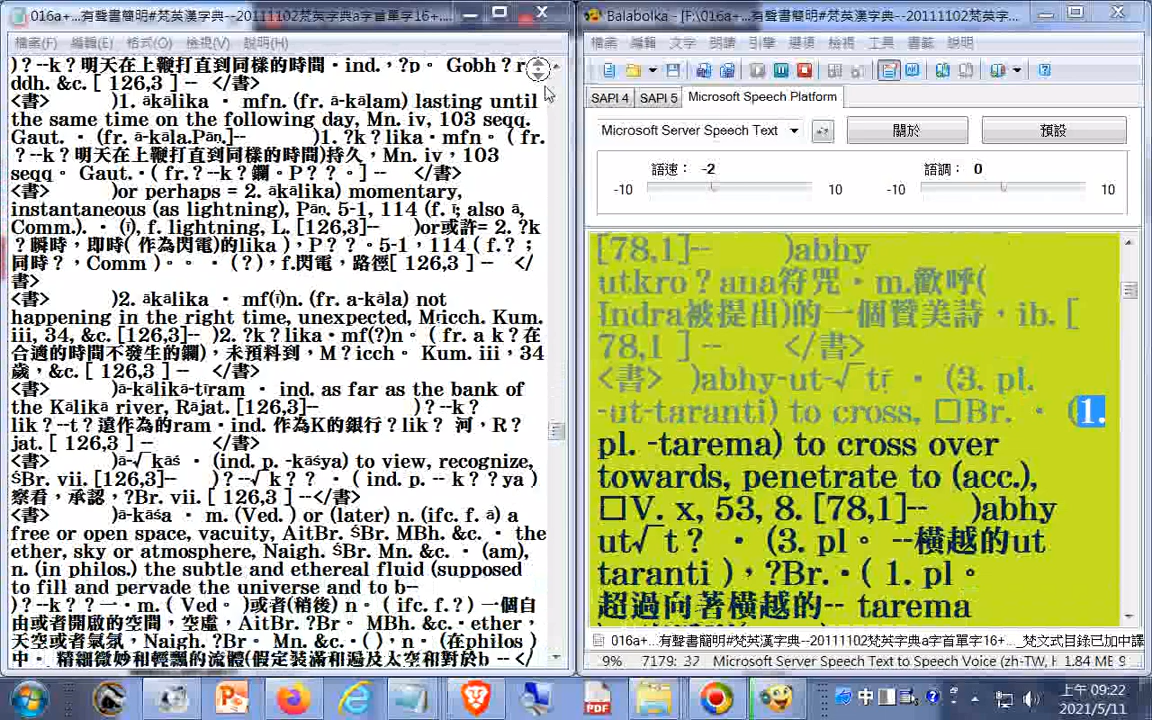 016a+...有聲書簡明#梵英漢字典--20111102梵英字典a字首單字16+...
檔案(F) 編輯(E) 格式(O) 檢視(V) 說明(H)
)? --k ? 明天在上鞭打直到同樣的時間・ind. , ?p。 Gobh ? r
ddh. &c. [ 126,3 ] -- </書>
<書> )1. ākālika ・ mfn. (fr. ā-kālam) lasting until
the same time on the following day, Mn. iv, 103 seqq.
Gaut. ・ (fr. ā-kāla,Pāṇ.]-- )1. ?k ? lika・mfn。 ( fr.
? --k ? 明天在上鞭打直到同樣的時間)持久，Mn. iv，103
seqq。 Gaut.・( fr. ? --k ? 鑼。P ? ? 。] -- </書>
<書> )or perhaps = 2. ākālika) momentary,
instantaneous (as lightning), Pāṇ. 5-1, 114 (f. ī; also ā,
Comm.). ・ (ī), f. lightning, L. [126,3]-- )or或許= 2. ?k
? 瞬時，即時( 作為閃電)的lika )，P ? ? 。5-1，114 ( f. ? ;
同時 ? ，Comm ) 。。( ? )，f.閃電，路徑[ 126,3 ] -- </
書>
<書> )2. ākālika ・ mf(ī)n. (fr. a-kāla) not
happening in the right time, unexpected, Mṛicch. Kum.
iii, 34, &c. [126,3]-- )2. ?k ? lika・mf(?)n。 ( fr. a k ? 在
合適的時間不發生的鑼)，未預料到，M ? icch。 Kum. iii，34
歲，&c. [ 126,3 ] -- </書>
<書> )ā-kālikā-tīram ・ ind. as far as the bank of
the Kālikā river, Rājat. [126,3]-- )? --k ?
lik ? --t ? 遠作為的ram・ind. 作為K的銀行 ? lik ? 河，R ?
jat. [ 126,3 ] -- </書>
<書> )ā-√kāś ・ (ind. p. -kāśya) to view, recognize,
ŚBr. vii. [126,3]-- )? --√ k ? ? ・ ( ind. p. -- k ? ? ya )
察看，承認，?Br. vii. [ 126,3 ] --</書>
<書> )ā-kāśa ・ m. (Ved. ) or (later) n. (ifc. f. ā) a
free or open space, vacuity, AitBr. ŚBr. MBh. &c. ・ the
ether, sky or atmosphere, Naigh. ŚBr. Mn. &c. ・ (am),
n. (in philos.) the subtle and ethereal fluid (supposed
to fill and pervade the universe and to b--
)? --k ? ? 一・m. ( Ved。 )或者(稍後) n。 ( ifc. f. ? ) 一個自
由或者開啟的空間，空虛，AitBr. ?Br。 MBh. &c.・ether，
天空或者氣氛，Naigh. ?Br。 Mn. &c.・( )，n・(在philos )
中。 精細微妙和輕飄的流體(假定裝滿和遍及太空和對於b -- </
Balabolka - [F:\016a+...有聲書簡明#梵英漢字典--20111102梵英字...
檔案 編輯 文字 朗讀 引擎 選項 檢視 工具 書籤 說明
SAPI 4 SAPI 5 Microsoft Speech Platform
Microsoft Server Speech Text 關於 預設
語速： -2 語調： 0
-10 10 -10 10
[78,1]-- )abhy
utkro ? ana符咒・m.歡呼(
Indra被提出)的一個贊美詩，ib. [
78,1 ] -- </書>
<書> )abhy-ut-√tṝ ・ (3. pl.
-ut-taranti) to cross, □Br. ・ (1.
pl. -tarema) to cross over
towards, penetrate to (acc.),
□V. x, 53, 8. [78,1]-- )abhy
ut√ t ? ・ (3. pl。 --橫越的ut
taranti )，?Br.・( 1. pl。
超過向著橫越的-- tarema
016a+...有聲書簡明#梵英漢字典--20111102梵英字典a字首單字16+..._梵文式目錄已加中譯
9% 7179: 37 Microsoft Server Speech Text to Speech Voice (zh-TW, H 1.84 MB 9
PDF
中
上午 09:22
2021/5/11